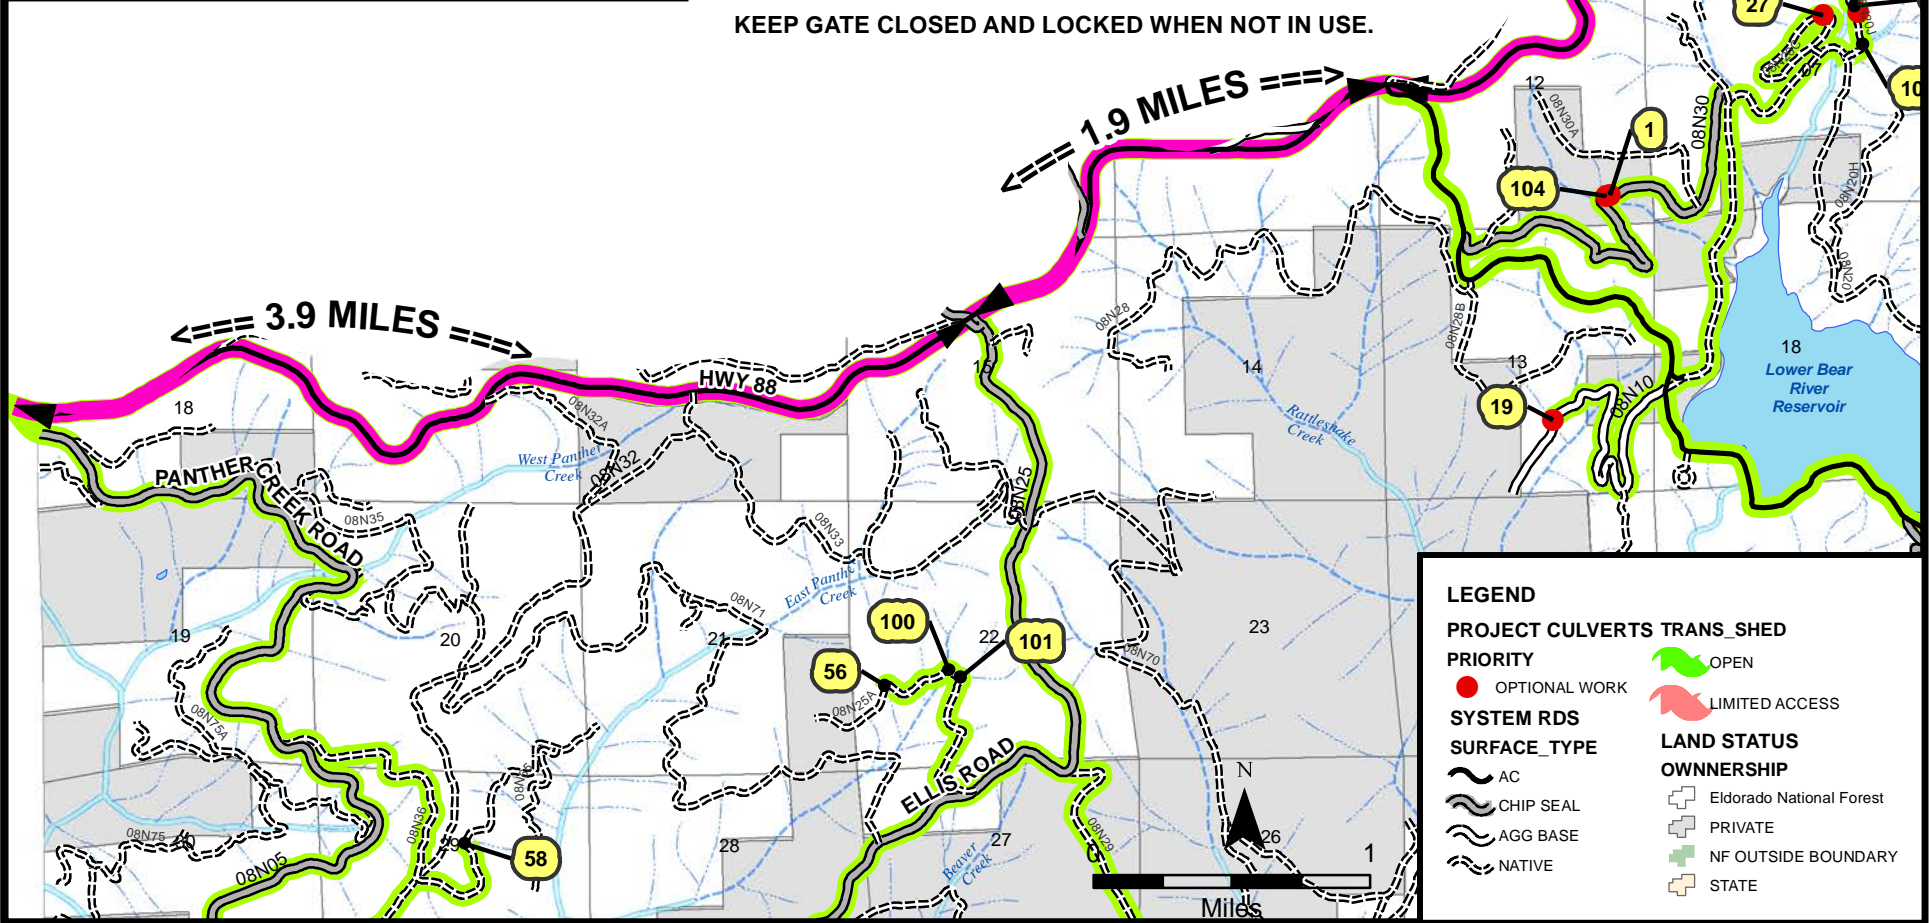 KEEP GATE CLOSED AND LOCKED WHEN NOT IN USE.
27
10
07
12
08N30A
08N30
1
104
<=== 1.9 MILES ===>
08N20H
08N20
<=== 3.9 MILES ===>
08N28
08N28B
HWY 88
15
14
13
18
Lower Bear
River
Reservoir
18
08N32A
08N10
19
Rattlesnake
Creek
West Panther
Creek
08N32
PANTHER CREEK ROAD
08N35
08N33
08N25
East Panther
Creek
08N71
19
20
21
22
23
100
101
56
08N25A
08N70
08N75A
ELLIS ROAD
08N36
08N75
30
29
58
08N05
28
27
26
Beaver
Creek
08N29
N
0
1
Miles
LEGEND
PROJECT CULVERTS
PRIORITY
OPTIONAL WORK
SYSTEM RDS
SURFACE_TYPE
AC
CHIP SEAL
AGG BASE
NATIVE
TRANS_SHED
OPEN
LIMITED ACCESS
LAND STATUS
OWNNERSHIP
Eldorado National Forest
PRIVATE
NF OUTSIDE BOUNDARY
STATE